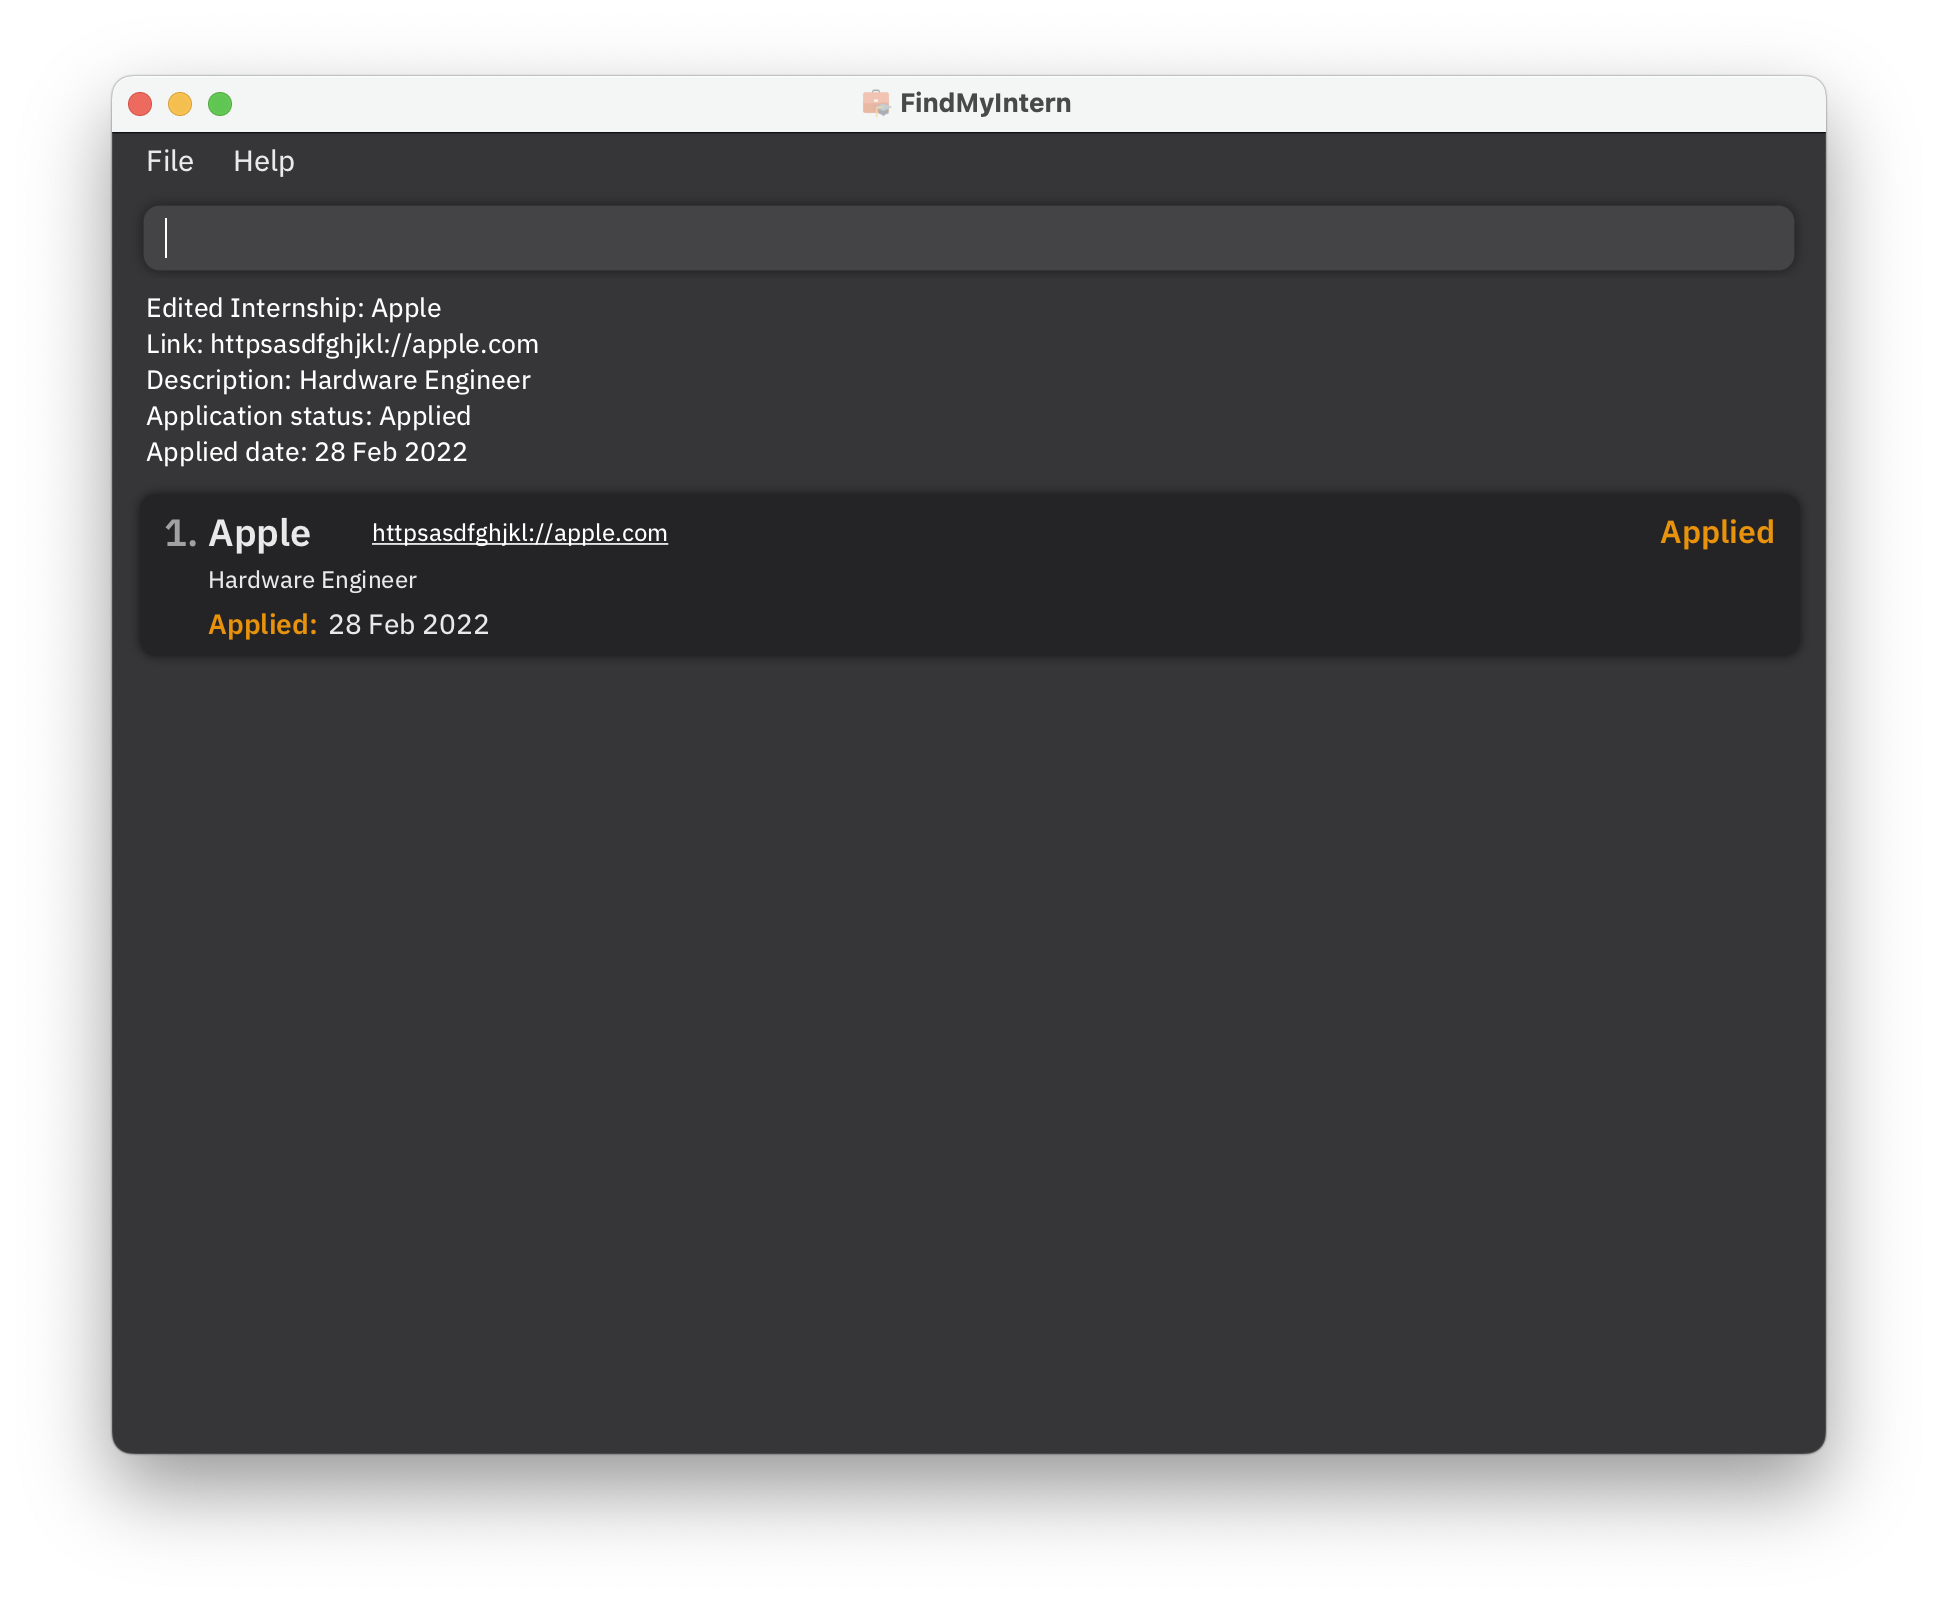 FindMyIntern
File Help
Edited Internship: Apple
Link: httpsasdfghjkl://apple.com
Description: Hardware Engineer
Application status: Applied
Applied date: 28 Feb 2022
1. Apple httpsasdfghjkl://apple.com Applied
Hardware Engineer
Applied: 28 Feb 2022